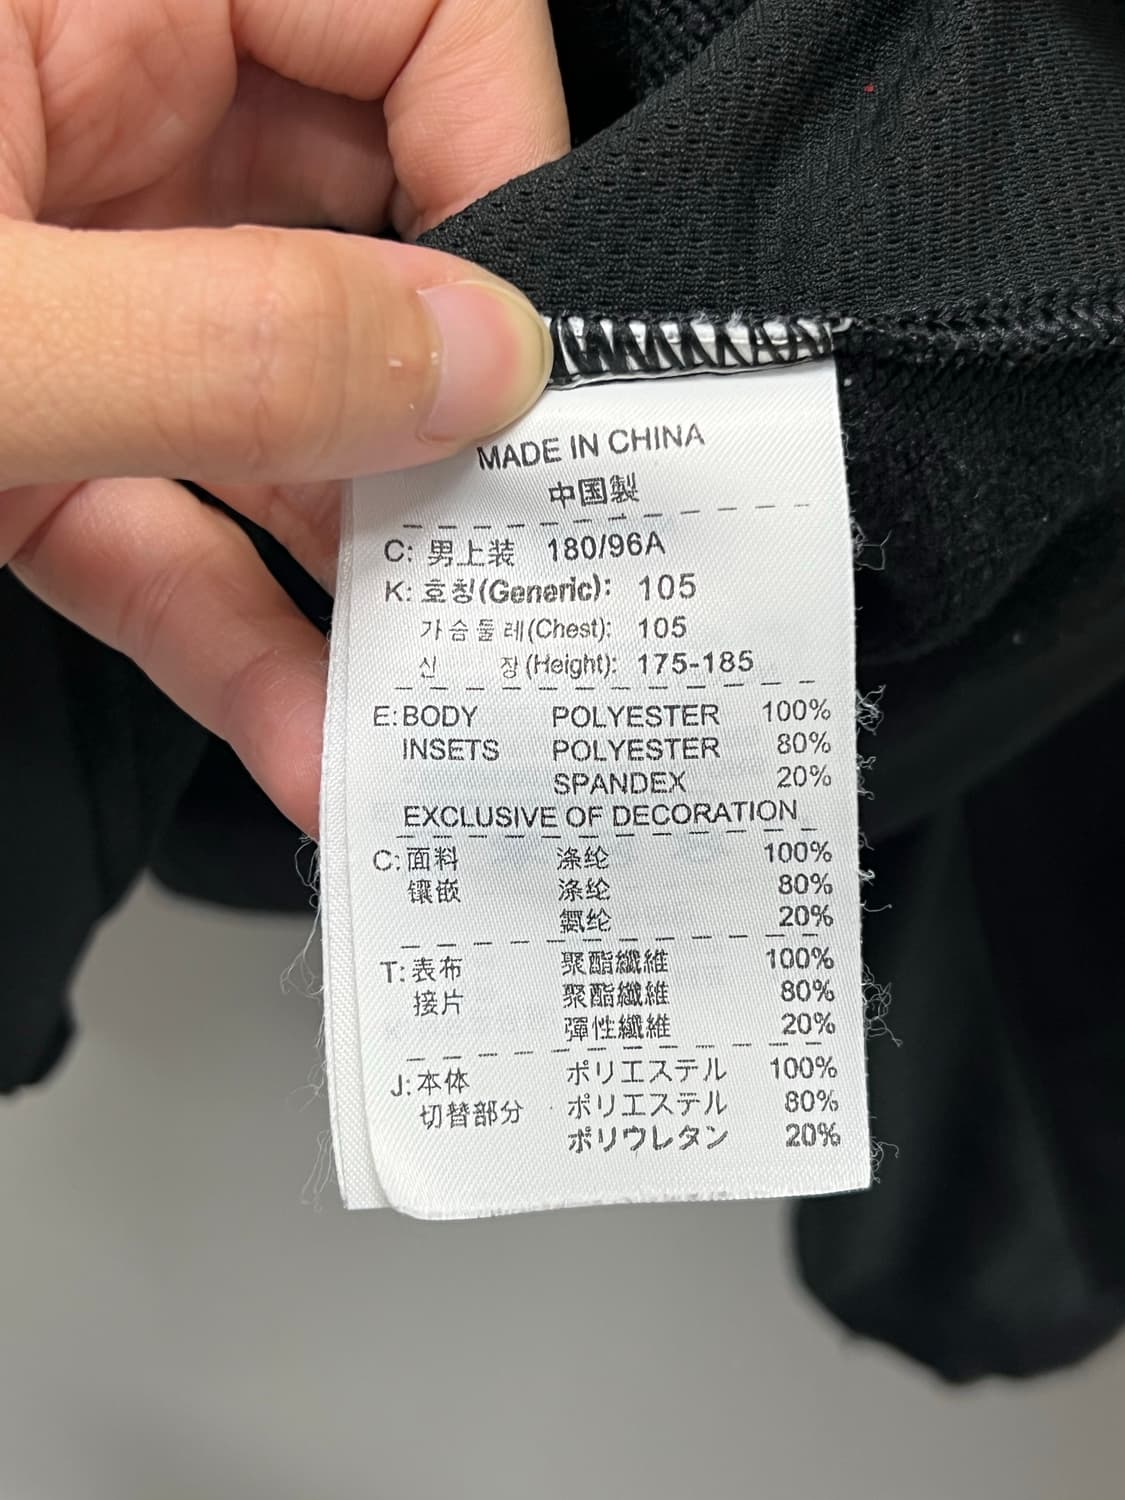 MADE IN CHINA
中国製
C: 男上装 180/96A
K: 호칭(Generic): 105
가슴둘레(Chest): 105
신 장(Height): 175-185
E: BODY POLYESTER 100%
INSETS POLYESTER 80%
SPANDEX 20%
EXCLUSIVE OF DECORATION
C: 面料 涤纶 100%
镶嵌 涤纶 80%
氨纶 20%
T: 表布 聚酯纖維 100%
接片 聚酯纖維 80%
彈性纖維 20%
J: 本体 ポリエステル 100%
切替部分 ポリエステル 80%
ポリウレタン 20%